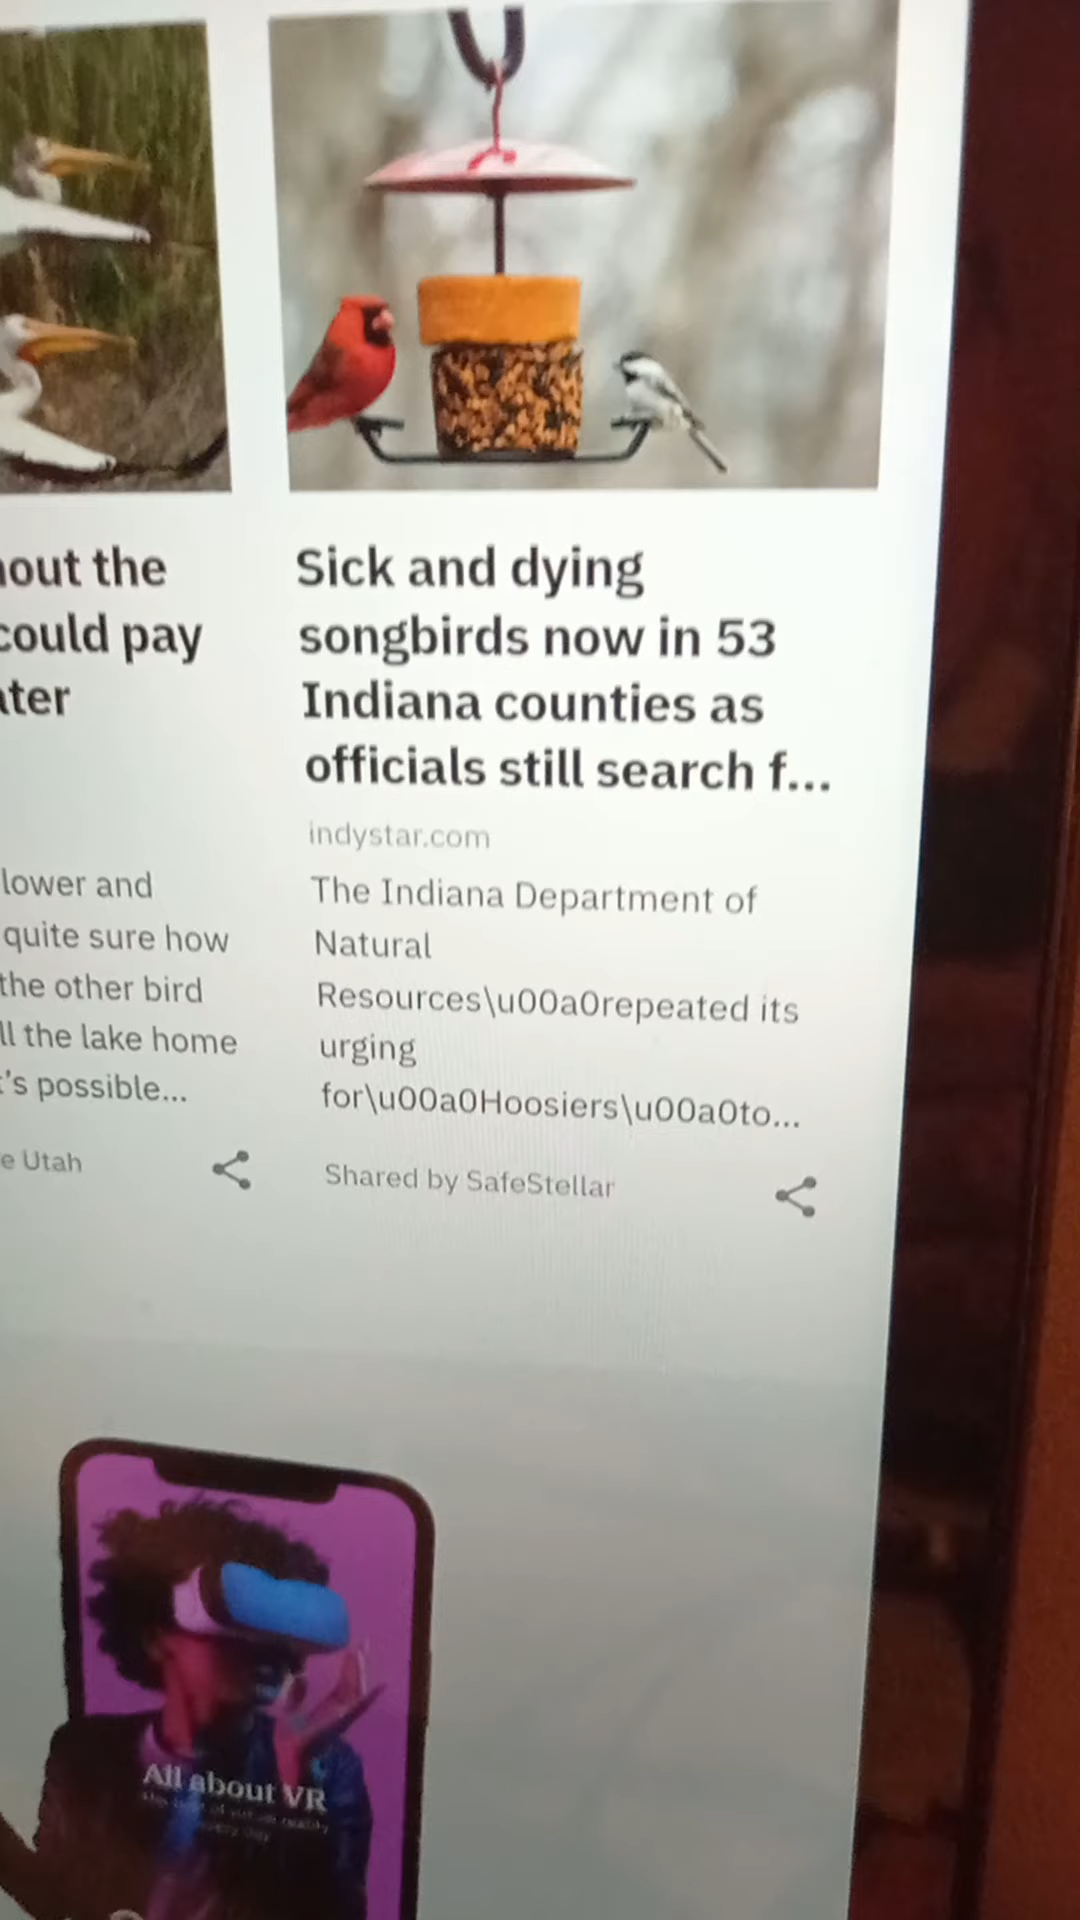 out the
could pay
ter
lower and
quite sure how
the other bird
ll the lake home
's possible...
e Utah
Sick and dying
songbirds now in 53
Indiana counties as
officials still search f...
indystar.com
The Indiana Department of
Natural
Resources\u00a0repeated its
urging
for\u00a0Hoosiers\u00a0to...
Shared by SafeStellar
All about VR